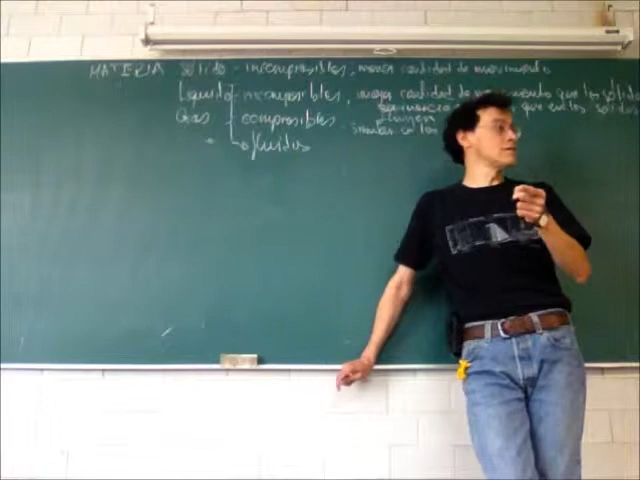 MATERIA Sólido - incompresibles, menor cantidad de movimiento
Líquido - incompresibles, mayor cantidad de movimiento que los sólidos
que en los sólidos
Gas - compresibles. Fluyen
fluidos